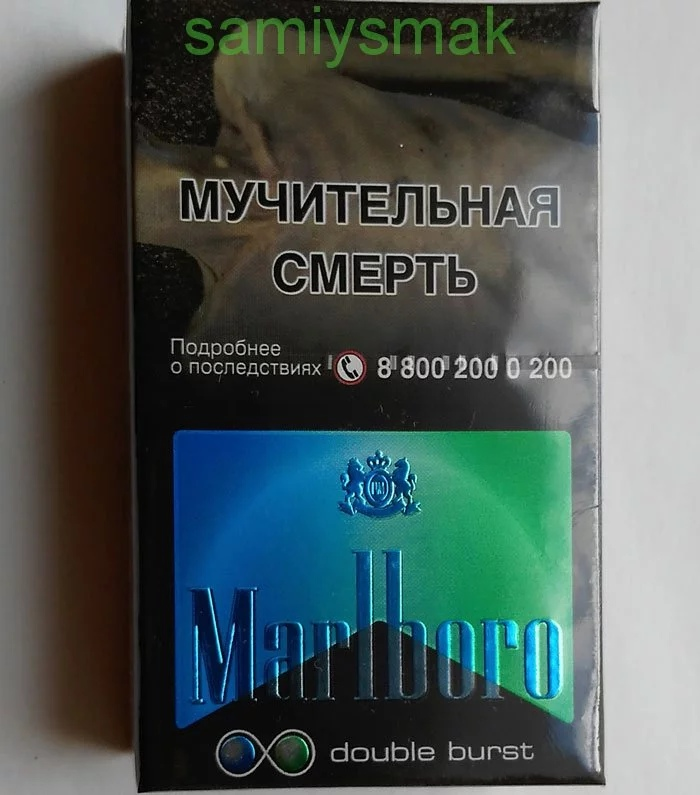 samiysmak
МУЧИТЕЛЬНАЯ
СМЕРТЬ
Подробнее
о последствиях 8 800 200 0 200
Marlboro
double burst